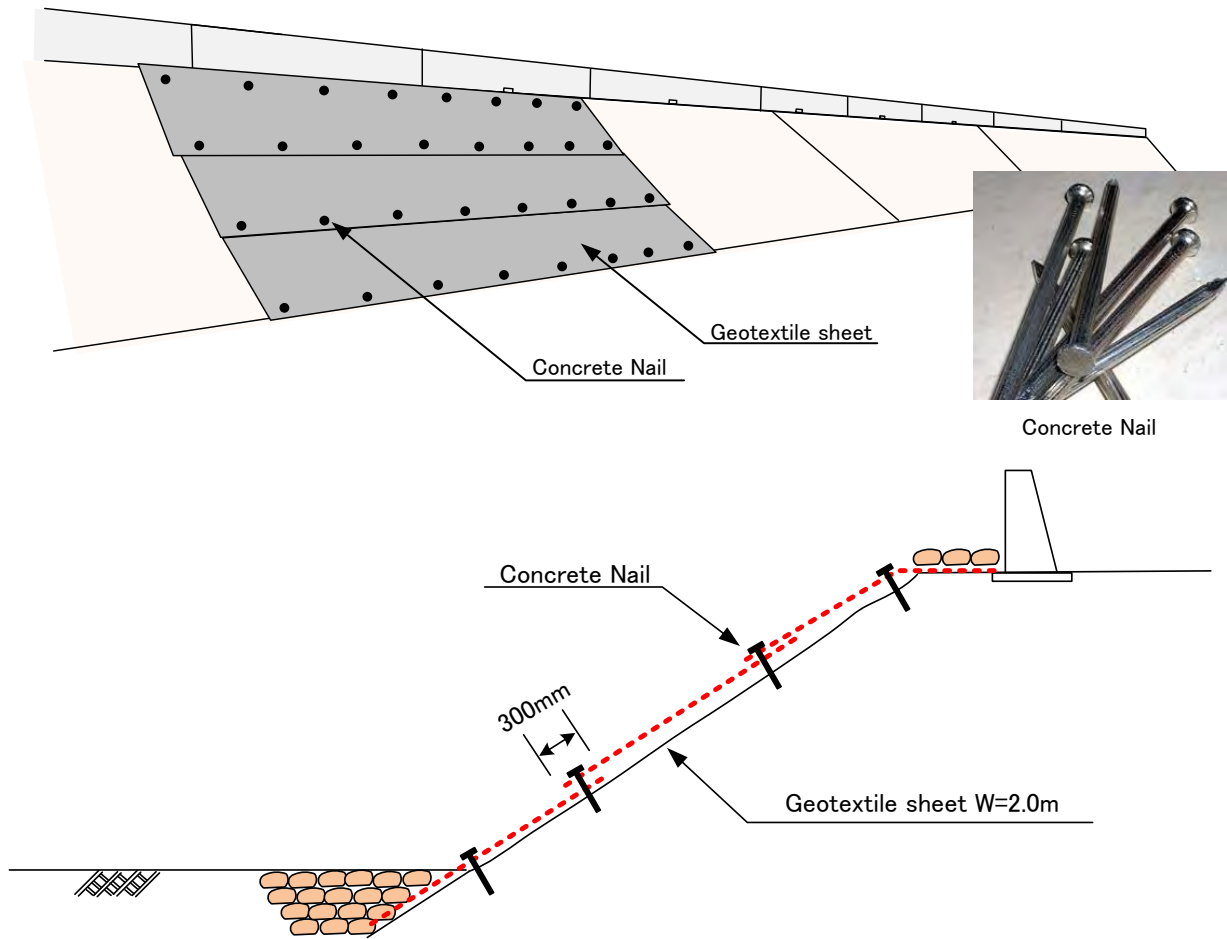 Geotextile sheet
Concrete Nail
Concrete Nail
Concrete Nail
300mm
Geotextile sheet W=2.0m